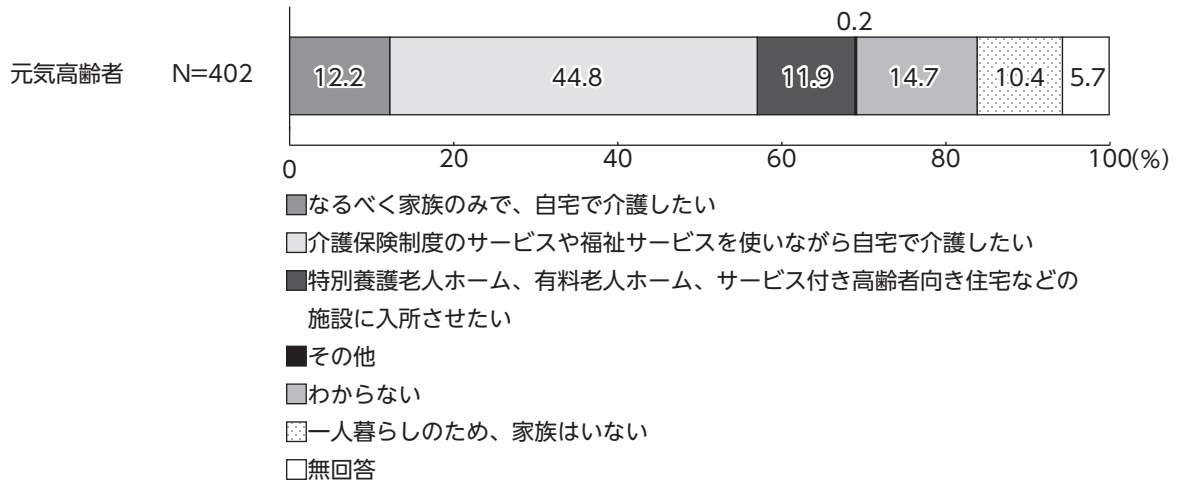 0.2
元気高齢者 N=402 12.2 44.8 11.9 14.7 10.4 5.7
0 20 40 60 80 100(%)
なるべく家族のみで、自宅で介護したい
介護保険制度のサービスや福祉サービスを使いながら自宅で介護したい
特別養護老人ホーム、有料老人ホーム、サービス付き高齢者向き住宅などの
施設に入所させたい
その他
わからない
一人暮らしのため、家族はいない
無回答